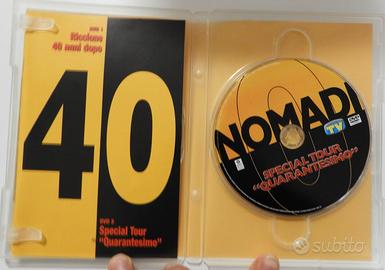 DVD 1
Riccione
40 anni dopo
40
DVD 2
Special Tour
"Quarantesimo"
NOMADI
TV
DVD
SPECIAL TOUR
"QUARANTESIMO"
subito